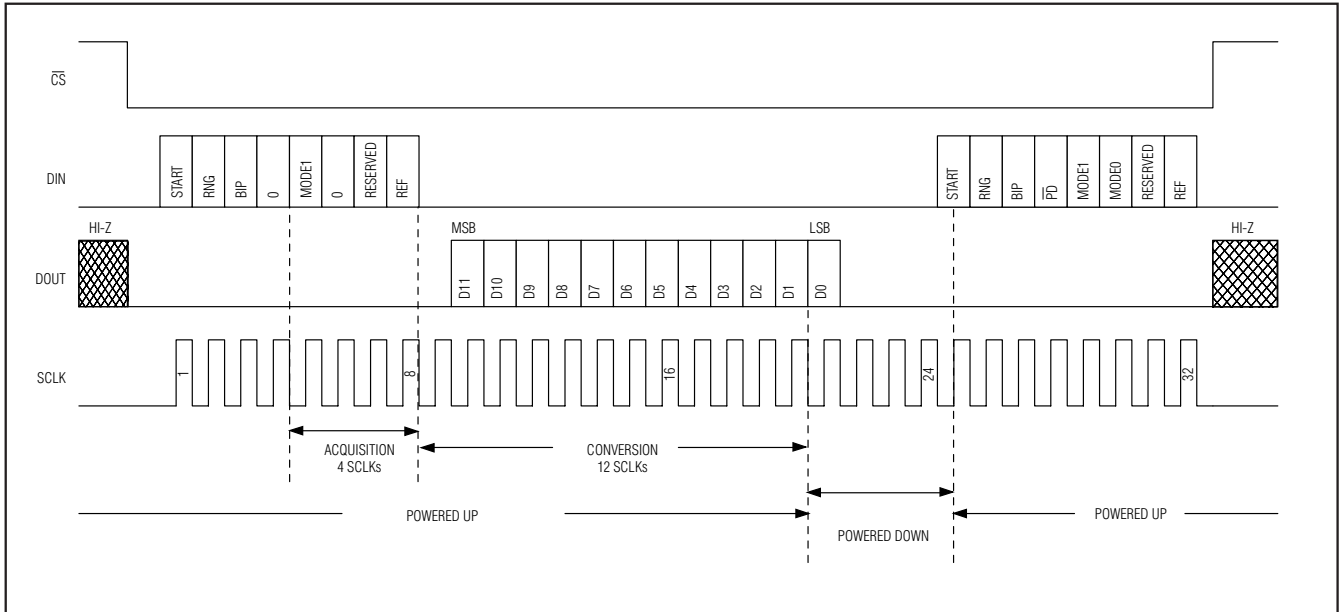 CS
DIN
START
RNG
BIP
0
MODE1
0
RESERVED
REF
START
RNG
BIP
PD
MODE1
MODE0
RESERVED
REF
HI-Z
MSB
LSB
HI-Z
DOUT
D11
D10
D9
D8
D7
D6
D5
D4
D3
D2
D1
D0
SCLK
1
8
16
24
32
ACQUISITION
4 SCLKs
CONVERSION
12 SCLKs
POWERED UP
POWERED DOWN
POWERED UP